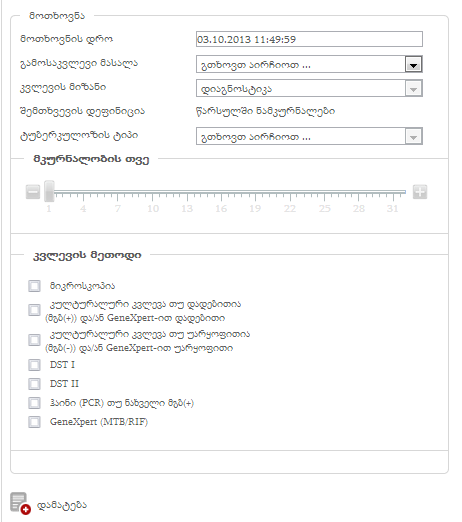 მოთხოვნა
მოთხოვნის დრო 03.10.2013 11:49:59
გამოსაკვლევი მასალა გთხოვთ აირჩიოთ ...
კვლევის მიზანი დიაგნოსტიკა
შემთხვევის დეფინიცია წარსულში ნამკურნალები
ტუბერკულოზის ტიპი გთხოვთ აირჩიოთ ...
მკურნალობის თვე
1 4 7 10 13 16 19 22 25 28 31
კვლევის მეთოდი
მიკროსკოპია
კულტურალური კვლევა თუ დადებითია
(მგბ(+)) და/ან GeneXpert-ით დადებითი
კულტურალური კვლევა თუ უარყოფითია
(მგბ(-)) და/ან GeneXpert-ით უარყოფითი
DST I
DST II
ჰაინი (PCR) თუ ნახველი მგბ(+)
GeneXpert (MTB/RIF)
დამატება